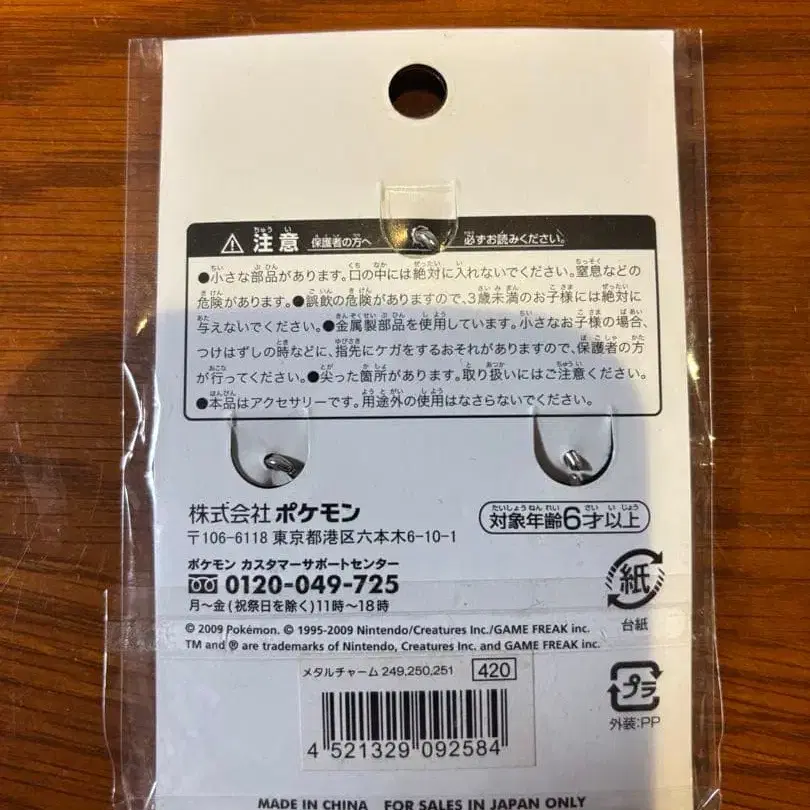 注意 保護者の方へ 必ずお読みください。
●小さな部品があります。口の中には絶対に入れないでください。窒息などの
危険があります。●誤飲の危険がありますので、3歳未満のお子様には絶対に
与えないでください。●金属製部品を使用しています。小さなお子様の場合、
つけはずしの時などに、指先にケガをするおそれがありますので、保護者の方
が行ってください。●尖った箇所があります。取り扱いにはご注意ください。
●本品はアクセサリーです。用途外の使用はなさらないでください。
株式会社 ポケモン
〒106-6118 東京都港区六本木6-10-1
対象年齢6才以上
ポケモン カスタマーサポートセンター
0120-049-725
月〜金(祝祭日を除く)11時〜18時
紙
台紙
© 2009 Pokémon. © 1995-2009 Nintendo/Creatures Inc./GAME FREAK inc.
TM and ® are trademarks of Nintendo, Creatures Inc. and GAME FREAK inc.
メタルチャーム 249,250,251 420
プラ
外装:PP
4 521329 092584
MADE IN CHINA FOR SALES IN JAPAN ONLY